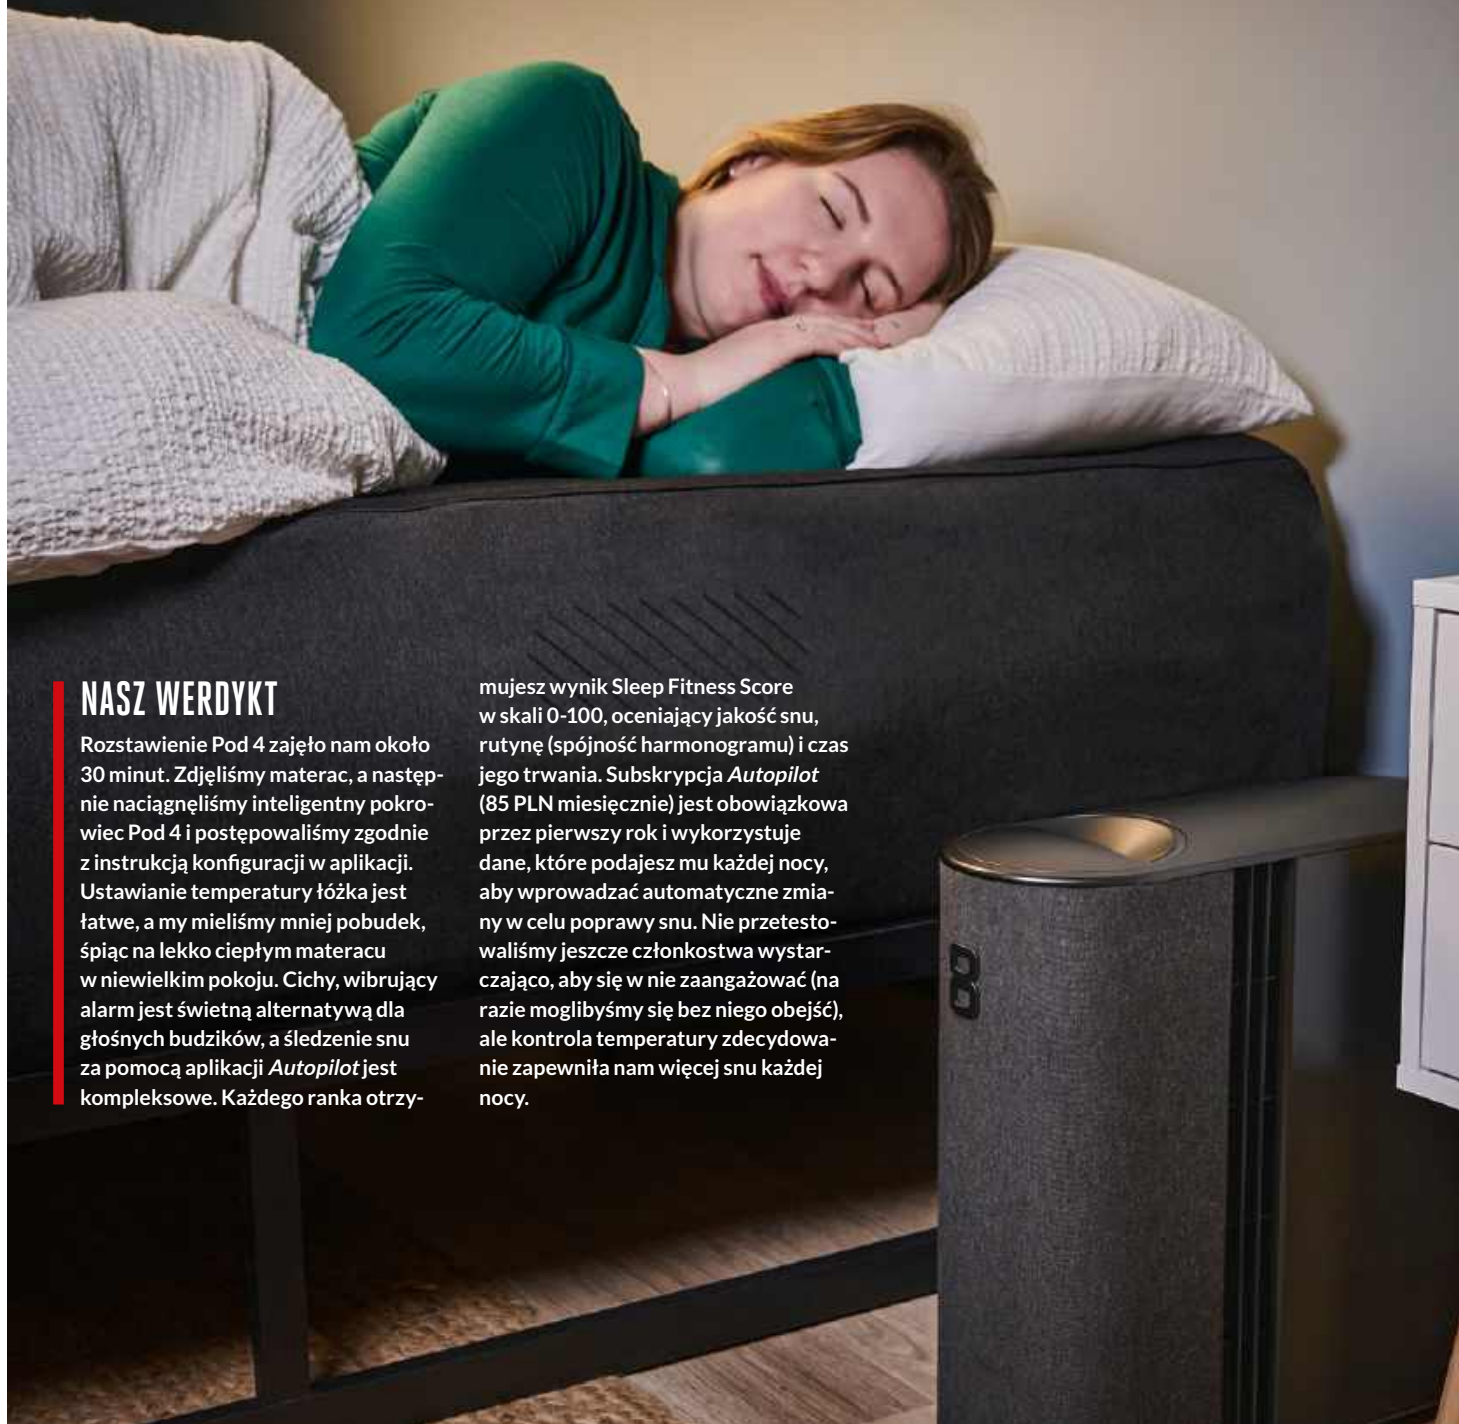 NASZ WERDYKT
Rozstawienie Pod 4 zajęło nam około
30 minut. Zdjęliśmy materac, a następ-
nie naciągnęliśmy inteligentny pokro-
wiec Pod 4 i postępowaliśmy zgodnie
z instrukcją konfiguracji w aplikacji.
Ustawianie temperatury łóżka jest
łatwe, a my mieliśmy mniej pobudek,
śpiąc na lekko ciepłym materacu
w niewielkim pokoju. Cichy, wibrujący
alarm jest świetną alternatywą dla
głośnych budzików, a śledzenie snu
za pomocą aplikacji Autopilot jest
kompleksowe. Każdego ranka otrzy-
mujesz wynik Sleep Fitness Score
w skali 0-100, oceniający jakość snu,
rutynę (spójność harmonogramu) i czas
jego trwania. Subskrypcja Autopilot
(85 PLN miesięcznie) jest obowiązkowa
przez pierwszy rok i wykorzystuje
dane, które podajesz mu każdej nocy,
aby wprowadzać automatyczne zmia-
ny w celu poprawy snu. Nie przetesto-
waliśmy jeszcze członkostwa wystar-
czająco, aby się w nie zaangażować (na
razie moglibyśmy się bez niego obejść),
ale kontrola temperatury zdecydowa-
nie zapewniła nam więcej snu każdej
nocy.
8